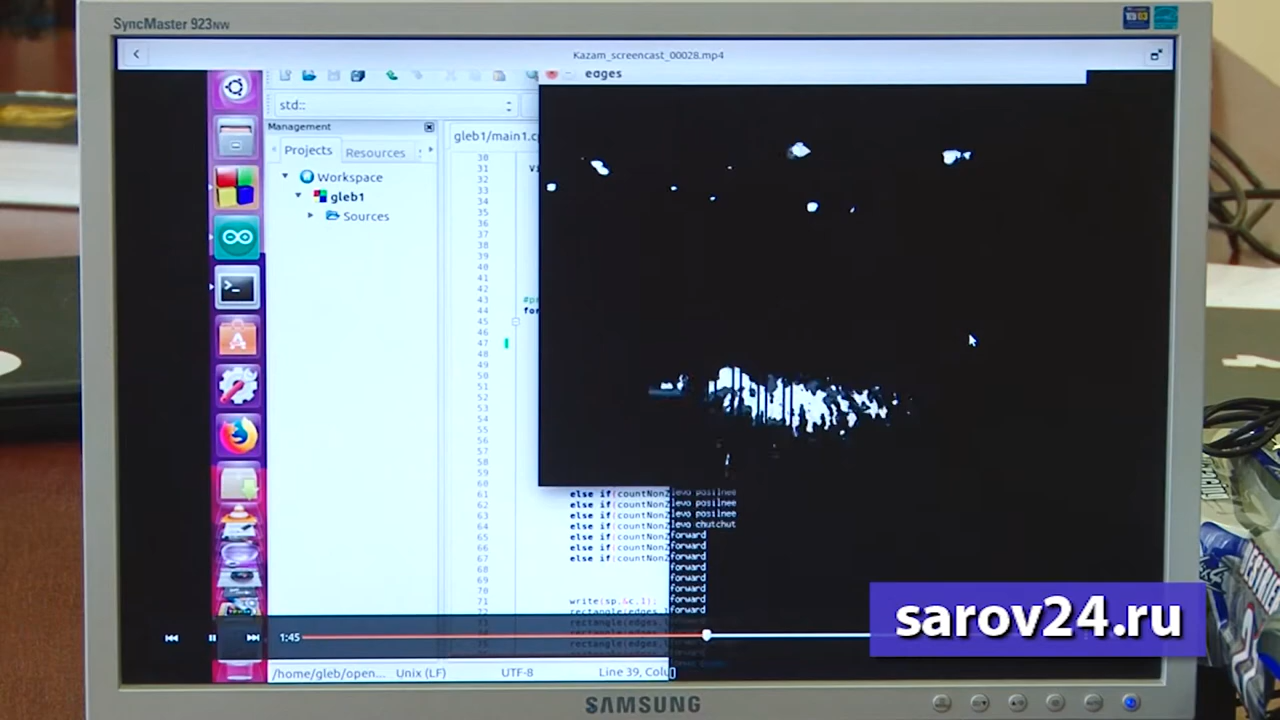 SyncMaster 923NW
Kazam_screencast_00028.mp4
edges
std::
Management
Projects
Resources
gleb1/main1.c
Workspace
gleb1
Sources
30
31
32
33
34
35
36
37
38
39
40
41
42
43
44
45
46
47
48
49
50
51
52
53
54
55
56
57
58
59
60
61 else if(countNonZ
62 else if(countNonZ
63 else if(countNonZ
64 else if(countNonZ
65 else if(countNonZ
66 else if(countNonZ
67 else if(countNonZ
68
69
70
71 write(sp,&c,1);
72 rectangle(edges,
levo posilnee
levo posilnee
levo posilnee
levo chutchut
forward
forward
forward
forward
forward
forward
forward
forward
1:45
sarov24.ru
/home/gleb/open...
Unix (LF)
UTF-8
Line 39, Colu
SAMSUNG